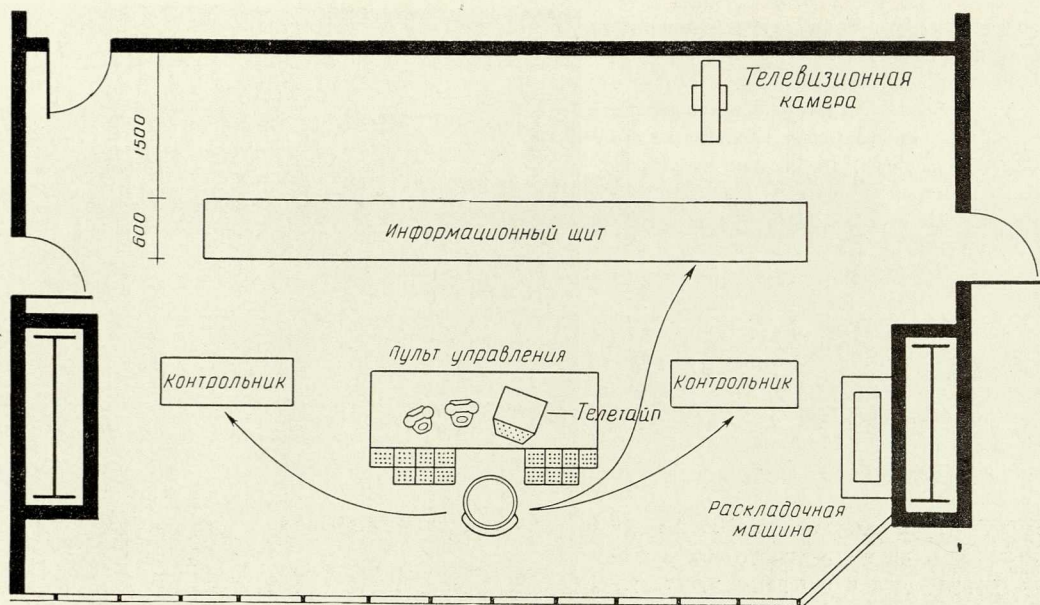 Телевизионная
камера
1500
600
Информационный щит
Пульт управления
Контрольник
Контрольник
Телетайп
Раскладочная
машина